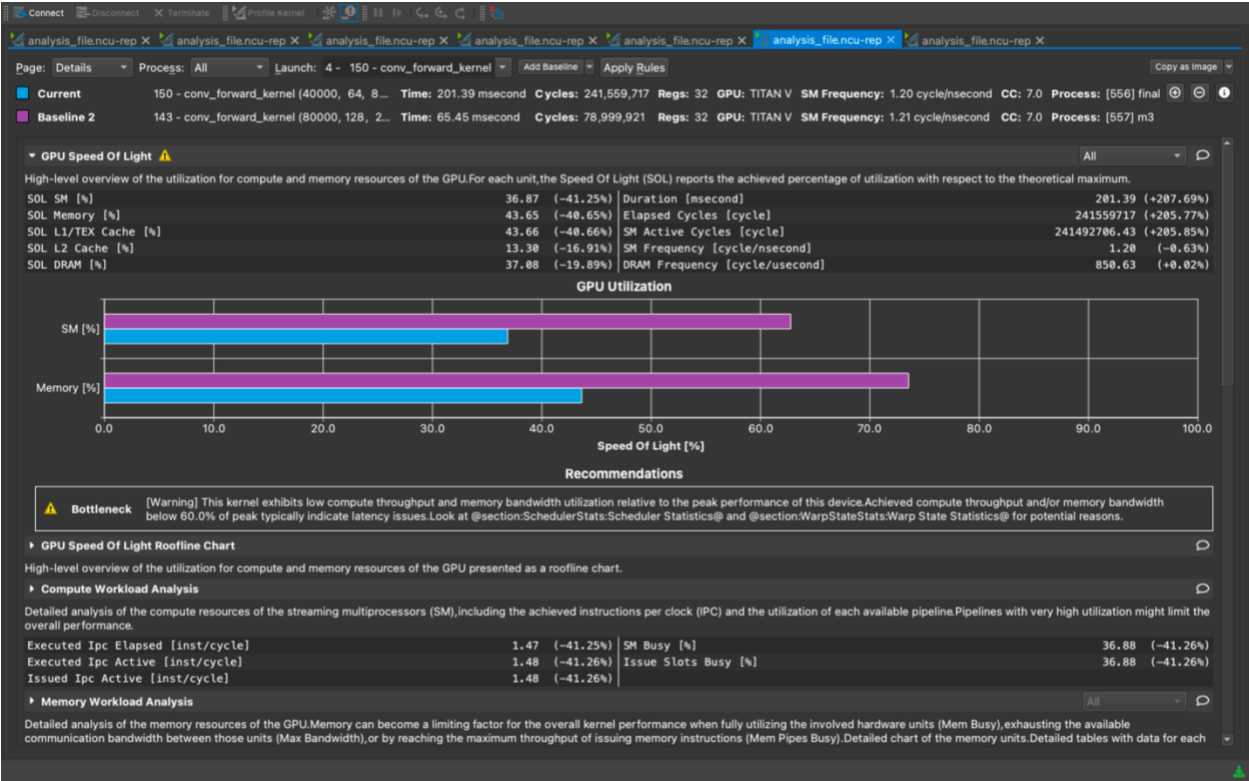 Connect Disconnect Terminate Profile Kernel
analysis_file.ncu-rep analysis_file.ncu-rep analysis_file.ncu-rep analysis_file.ncu-rep analysis_file.ncu-rep analysis_file.ncu-rep analysis_file.ncu-rep
Page: Details Process: All Launch: 4 - 150 - conv_forward_kernel Add Baseline Apply Rules Copy as Image
Current 150 - conv_forward_kernel (40000, 64, 8... Time: 201.39 msecond Cycles: 241,559,717 Regs: 32 GPU: TITAN V SM Frequency: 1.20 cycle/nsecond CC: 7.0 Process: [556] final
Baseline 2 143 - conv_forward_kernel (80000, 128, 2... Time: 65.45 msecond Cycles: 78,999,921 Regs: 32 GPU: TITAN V SM Frequency: 1.21 cycle/nsecond CC: 7.0 Process: [557] m3
GPU Speed Of Light All
High-level overview of the utilization for compute and memory resources of the GPU.For each unit,the Speed Of Light (SOL) reports the achieved percentage of utilization with respect to the theoretical maximum.
SOL SM [%] 36.87 (-41.25%) Duration [msecond] 201.39 (+207.69%)
SOL Memory [%] 43.65 (-40.65%) Elapsed Cycles [cycle] 241559717 (+205.77%)
SOL L1/TEX Cache [%] 43.66 (-40.66%) SM Active Cycles [cycle] 241492706.43 (+205.85%)
SOL L2 Cache [%] 13.30 (-16.91%) SM Frequency [cycle/nsecond] 1.20 (-0.63%)
SOL DRAM [%] 37.08 (-19.89%) DRAM Frequency [cycle/usecond] 850.63 (+0.02%)
GPU Utilization
SM [%]
Memory [%]
0.0 10.0 20.0 30.0 40.0 50.0 60.0 70.0 80.0 90.0 100.0
Speed Of Light [%]
Recommendations
Bottleneck [Warning] This kernel exhibits low compute throughput and memory bandwidth utilization relative to the peak performance of this device.Achieved compute throughput and/or memory bandwidth
below 60.0% of peak typically indicate latency issues.Look at @section:SchedulerStats:Scheduler Statistics@ and @section:WarpStateStats:Warp State Statistics@ for potential reasons.
GPU Speed Of Light Roofline Chart
High-level overview of the utilization for compute and memory resources of the GPU presented as a roofline chart.
Compute Workload Analysis
Detailed analysis of the compute resources of the streaming multiprocessors (SM),including the achieved instructions per clock (IPC) and the utilization of each available pipeline.Pipelines with very high utilization might limit the
overall performance.
Executed Ipc Elapsed [inst/cycle] 1.47 (-41.25%) SM Busy [%] 36.88 (-41.26%)
Executed Ipc Active [inst/cycle] 1.48 (-41.26%) Issue Slots Busy [%] 36.88 (-41.26%)
Issued Ipc Active [inst/cycle] 1.48 (-41.26%)
Memory Workload Analysis All
Detailed analysis of the memory resources of the GPU.Memory can become a limiting factor for the overall kernel performance when fully utilizing the involved hardware units (Mem Busy),exhausting the available
communication bandwidth between those units (Max Bandwidth),or by reaching the maximum throughput of issuing memory instructions (Mem Pipes Busy).Detailed chart of the memory units.Detailed tables with data for each